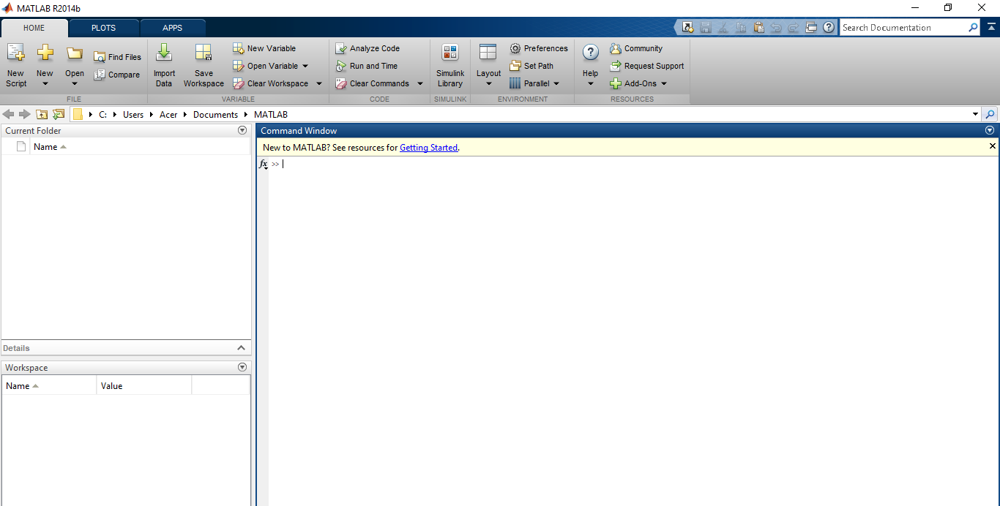 MATLAB R2014b
HOME PLOTS APPS
Search Documentation
New Script
New
Open
Find Files
Compare
FILE
Import Data
Save Workspace
New Variable
Open Variable
Clear Workspace
VARIABLE
Analyze Code
Run and Time
Clear Commands
CODE
Simulink Library
SIMULINK
Layout
Preferences
Set Path
Parallel
ENVIRONMENT
Help
Community
Request Support
Add-Ons
RESOURCES
C: Users Acer Documents MATLAB
Current Folder
Name
Details
Workspace
Name Value
Command Window
New to MATLAB? See resources for Getting Started.
fx >>